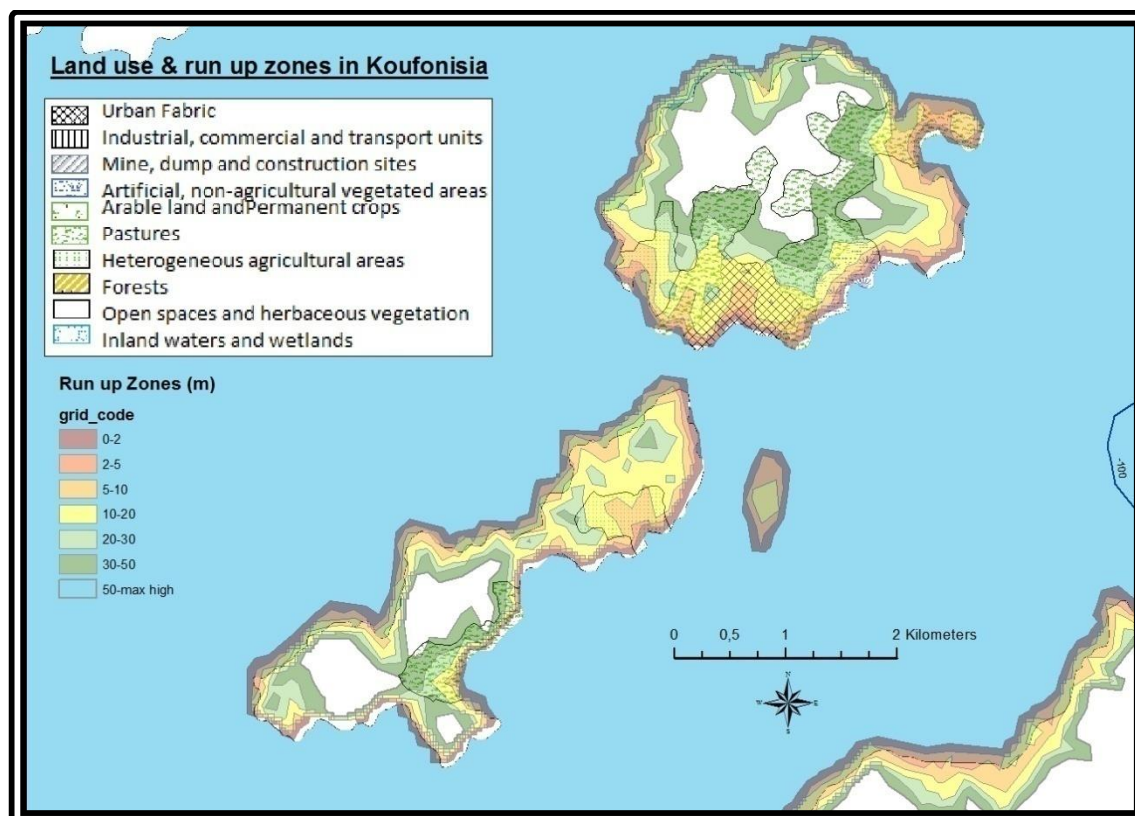 Land use & run up zones in Koufonisia
Urban Fabric
Industrial, commercial and transport units
Mine, dump and construction sites
Artificial, non-agricultural vegetated areas
Arable land andPermanent crops
Pastures
Heterogeneous agricultural areas
Forests
Open spaces and herbaceous vegetation
Inland waters and wetlands
Run up Zones (m)
grid_code
0-2
2-5
5-10
10-20
20-30
30-50
50-max high
-100
0 0,5 1 2 Kilometers
N
W E
S